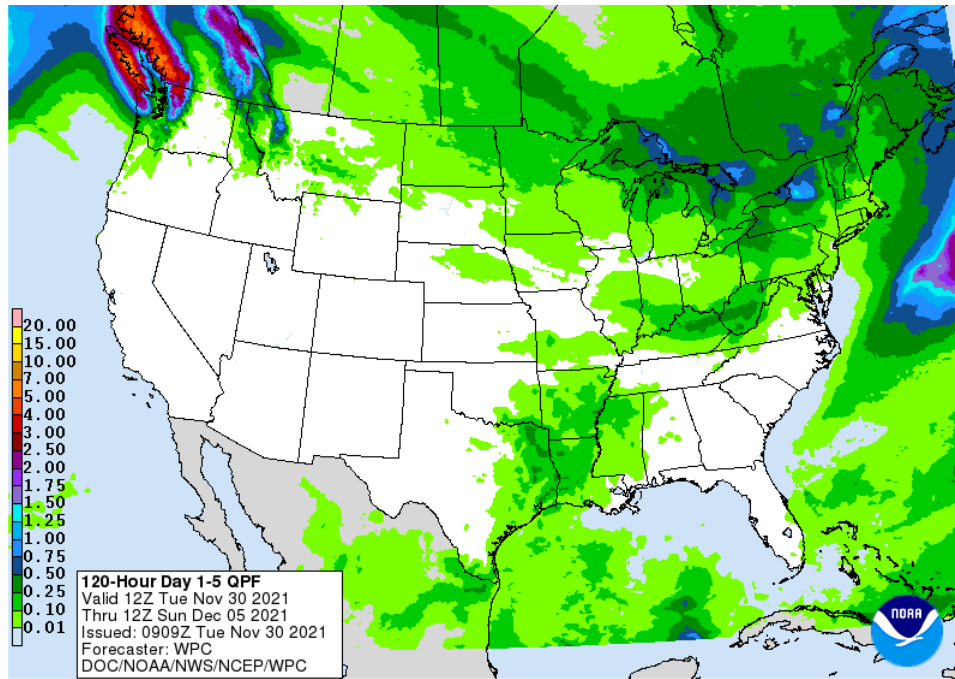 20.00
15.00
10.00
7.00
5.00
4.00
3.00
2.50
2.00
1.75
1.50
1.25
1.00
0.75
0.50
0.25
0.10
0.01
120-Hour Day 1-5 QPF
Valid 12Z Tue Nov 30 2021
Thru 12Z Sun Dec 05 2021
Issued: 0909Z Tue Nov 30 2021
Forecaster: WPC
DOC/NOAA/NWS/NCEP/WPC
NOAA